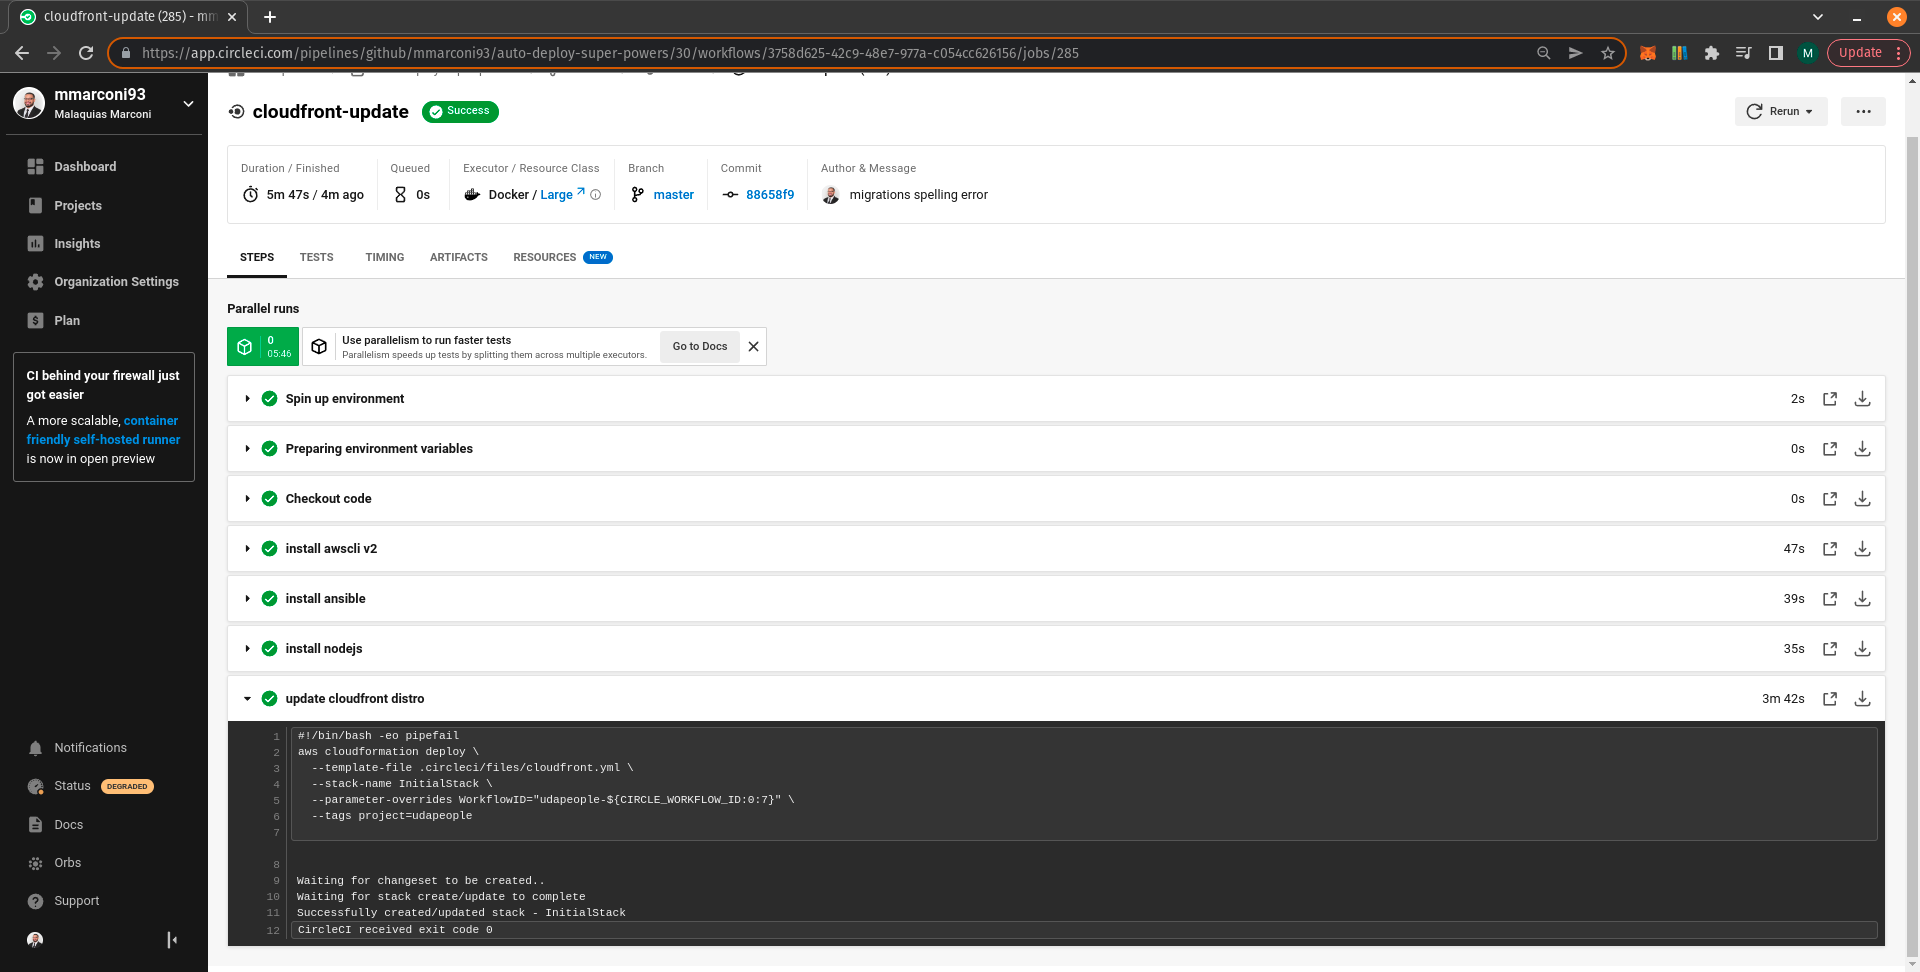 cloudfront-update (285) - mm
https://app.circleci.com/pipelines/github/mmarconi93/auto-deploy-super-powers/30/workflows/3758d625-42c9-48e7-977a-c054cc626156/jobs/285
M
Update
mmarconi93
Malaquias Marconi
Dashboard
Projects
Insights
Organization Settings
Plan
CI behind your firewall just
got easier
A more scalable, container
friendly self-hosted runner
is now in open preview
Notifications
Status DEGRADED
Docs
Orbs
Support
cloudfront-update Success
Rerun
Duration / Finished
5m 47s / 4m ago
Queued
0s
Executor / Resource Class
Docker / Large
Branch
master
Commit
88658f9
Author & Message
migrations spelling error
STEPS TESTS TIMING ARTIFACTS RESOURCES NEW
Parallel runs
0
05:46
Use parallelism to run faster tests
Parallelism speeds up tests by splitting them across multiple executors.
Go to Docs
Spin up environment 2s
Preparing environment variables 0s
Checkout code 0s
install awscli v2 47s
install ansible 39s
install nodejs 35s
update cloudfront distro 3m 42s
1 #!/bin/bash -eo pipefail
2 aws cloudformation deploy \
3 --template-file .circleci/files/cloudfront.yml \
4 --stack-name InitialStack \
5 --parameter-overrides WorkflowID="udapeople-${CIRCLE_WORKFLOW_ID:0:7}" \
6 --tags project=udapeople
7
8
9 Waiting for changeset to be created..
10 Waiting for stack create/update to complete
11 Successfully created/updated stack - InitialStack
12 CircleCI received exit code 0